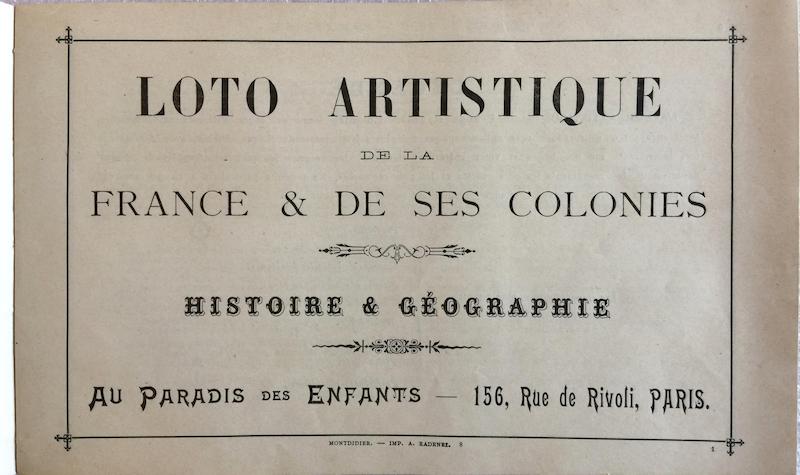 LOTO ARTISTIQUE
DE LA
FRANCE & DE SES COLONIES
HISTOIRE & GÉOGRAPHIE
AU PARADIS DES ENFANTS — 156, Rue de Rivoli, PARIS.
MONTDIDIER. — IMP. A. RADENEZ. 8
1